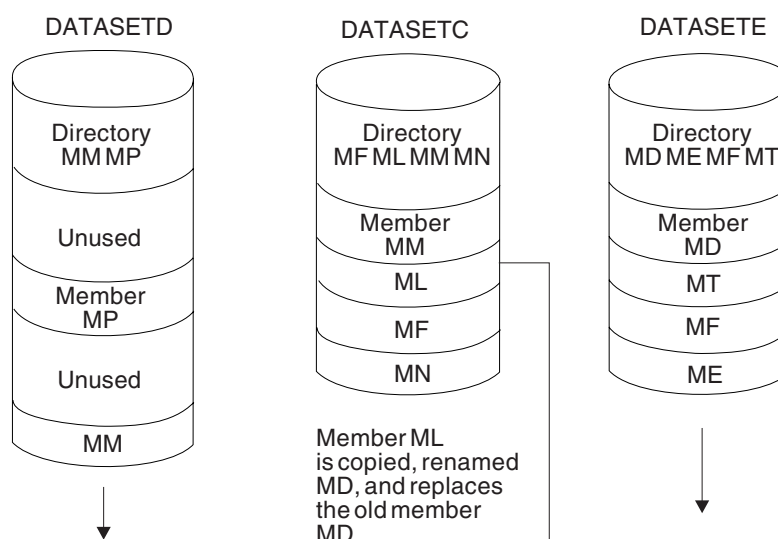 DATASETD
DATASETC
DATASETE
Directory
MM MP
Unused
Member
MP
Unused
MM
Directory
MF ML MM MN
Member
MM
ML
MF
MN
Directory
MD ME MF MT
Member
MD
MT
MF
ME
Member ML
is copied, renamed
MD, and replaces
the old member
MD